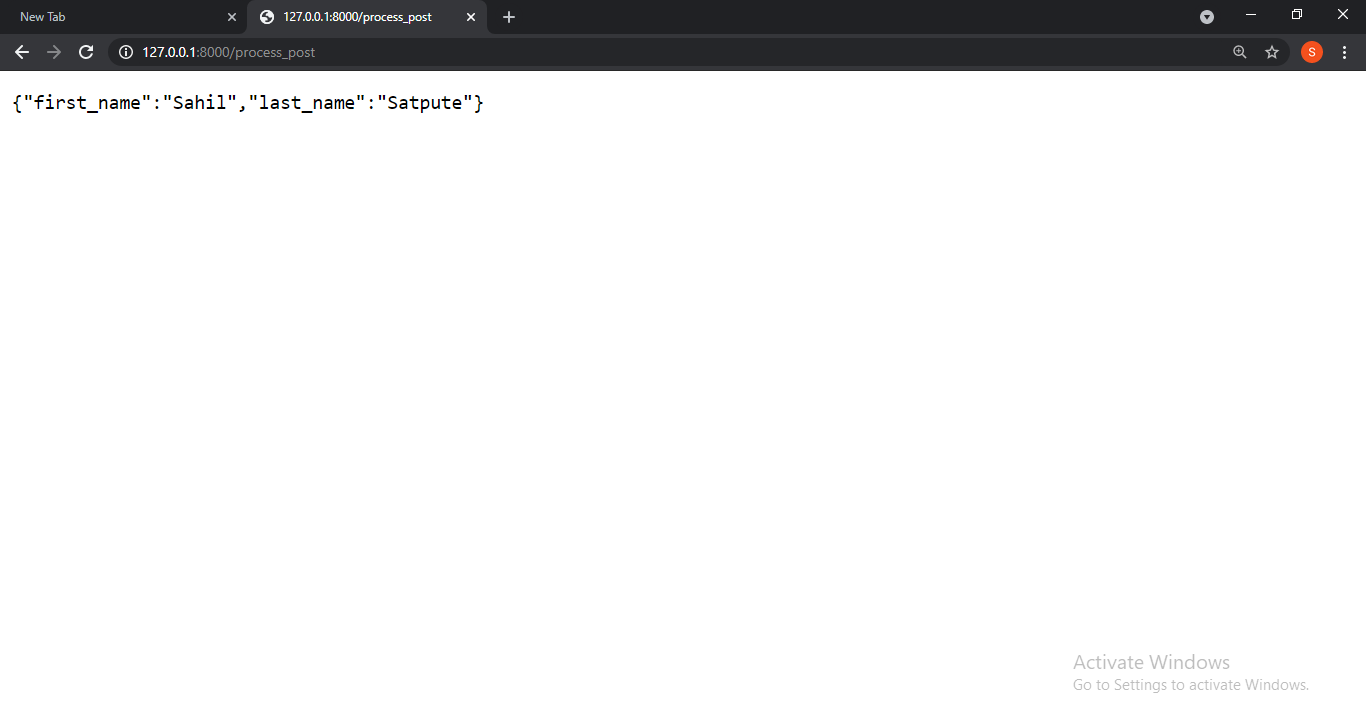 New Tab
127.0.0.1:8000/process_post
127.0.0.1:8000/process_post
S
{"first_name":"Sahil","last_name":"Satpute"}
Activate Windows
Go to Settings to activate Windows.